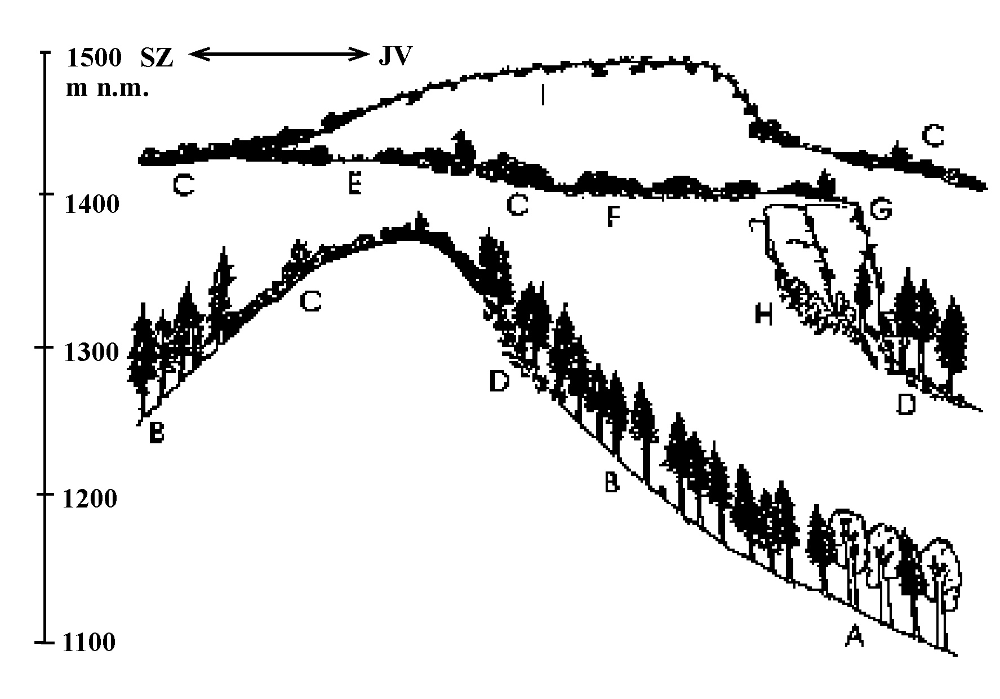 1500 SZ JV
m n.m.
I
C
C E
1400 C F G
H
C
1300
D D
B
B
1200
A
1100